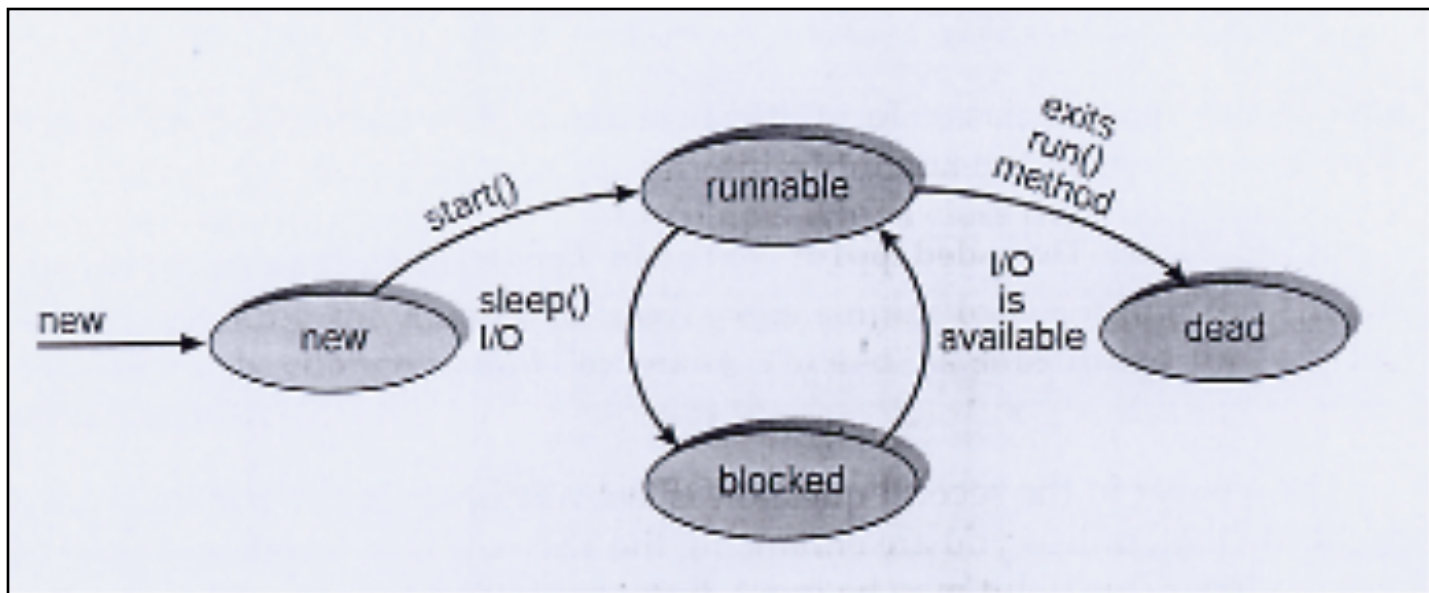 new
new
start()
runnable
sleep()
I/O
blocked
I/O
is
available
exits
run()
method
dead